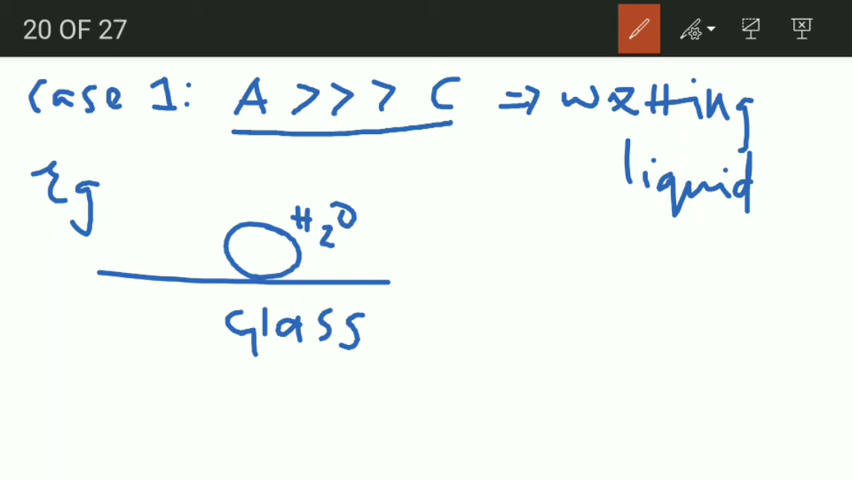 20 OF 27
Case 1: A >>> C ⇒ wetting
liquid
Eg
H₂O
Glass